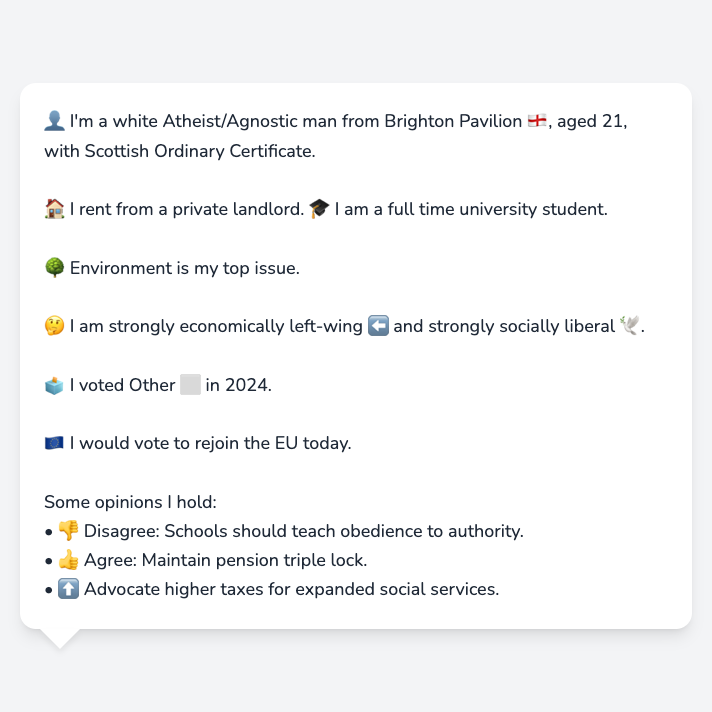 👤 I'm a white Atheist/Agnostic man from Brighton Pavilion 🏴󠁧󠁢󠁥󠁮󠁧󠁿, aged 21,
with Scottish Ordinary Certificate.
🏠 I rent from a private landlord. 🎓 I am a full time university student.
🌳 Environment is my top issue.
🤔 I am strongly economically left-wing ⬅️ and strongly socially liberal 🕊️.
🗳️ I voted Other ⬜ in 2024.
🇪🇺 I would vote to rejoin the EU today.
Some opinions I hold:
• 👎 Disagree: Schools should teach obedience to authority.
• 👍 Agree: Maintain pension triple lock.
• ⬆️ Advocate higher taxes for expanded social services.